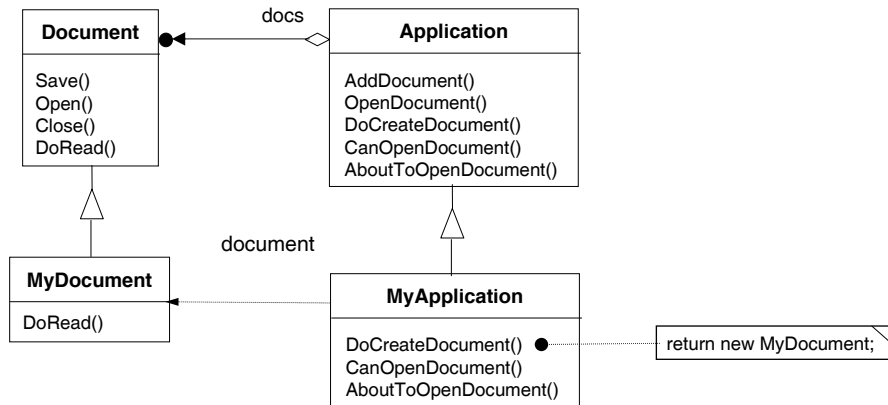 docs
Document
Save()
Open()
Close()
DoRead()
Application
AddDocument()
OpenDocument()
DoCreateDocument()
CanOpenDocument()
AboutToOpenDocument()
document
MyDocument
DoRead()
MyApplication
DoCreateDocument()
CanOpenDocument()
AboutToOpenDocument()
return new MyDocument;